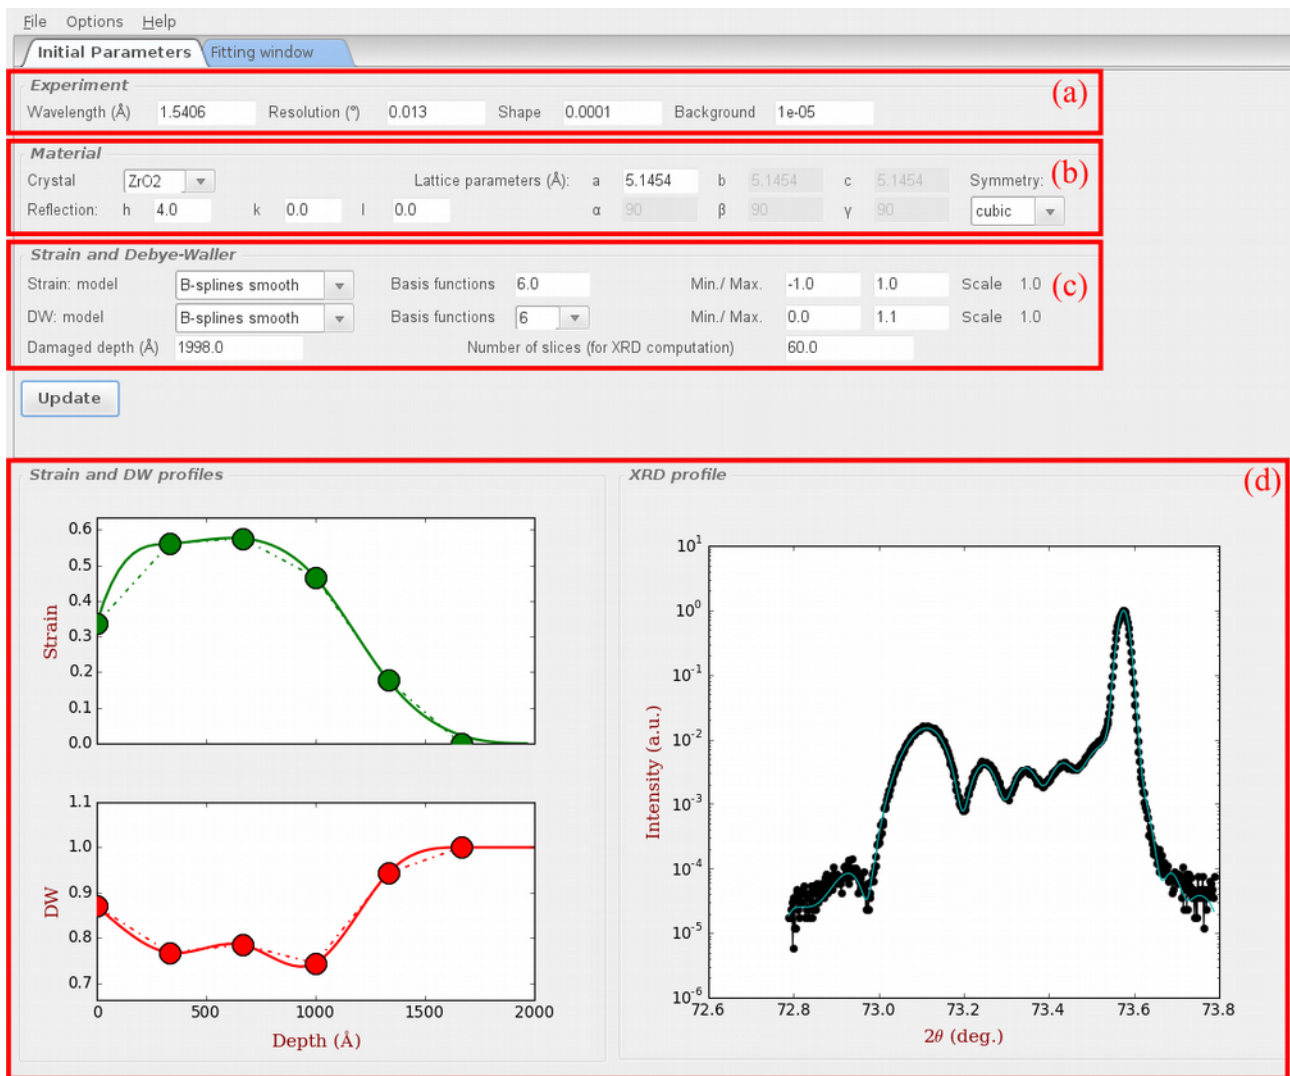 File Options Help
Initial Parameters Fitting window
Experiment
(a)
Wavelength (Å) 1.5406 Resolution (°) 0.013 Shape 0.0001 Background 1e-05
Material
(b)
Crystal ZrO2 Lattice parameters (Å): a 5.1454 b 5.1454 c 5.1454 Symmetry:
Reflection: h 4.0 k 0.0 l 0.0 α 90 β 90 γ 90 cubic
Strain and Debye-Waller
(c)
Strain: model B-splines smooth Basis functions 6.0 Min./ Max. -1.0 1.0 Scale 1.0
DW: model B-splines smooth Basis functions 6 Min./ Max. 0.0 1.1 Scale 1.0
Damaged depth (Å) 1998.0 Number of slices (for XRD computation) 60.0
Update
Strain and DW profiles
0.6
0.5
0.4
0.3
0.2
0.1
0.0
Strain
1.1
1.0
0.9
0.8
0.7
DW
0 500 1000 1500 2000
Depth (Å)
XRD profile
(d)
10¹
10⁰
10⁻¹
10⁻²
10⁻³
10⁻⁴
10⁻⁵
10⁻⁶
Intensity (a.u.)
72.6 72.8 73.0 73.2 73.4 73.6 73.8
2θ (deg.)